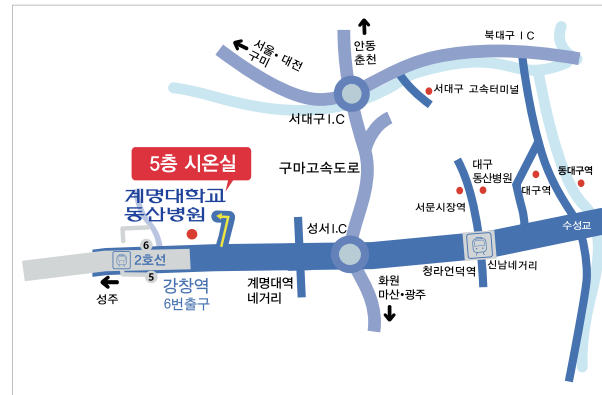 안동
춘천
북대구 I C
서울·대전
구미
서대구 고속터미널
서대구I.C
5층 시온실
구마고속도로
대구
동산병원
동대구역
계명대학교
동산병원
대구역
서문시장역
성서I.C
수성교
6
2호선
5
신남네거리
청라언덕역
성주
강창역
6번출구
계명대역
네거리
화원
마산·광주